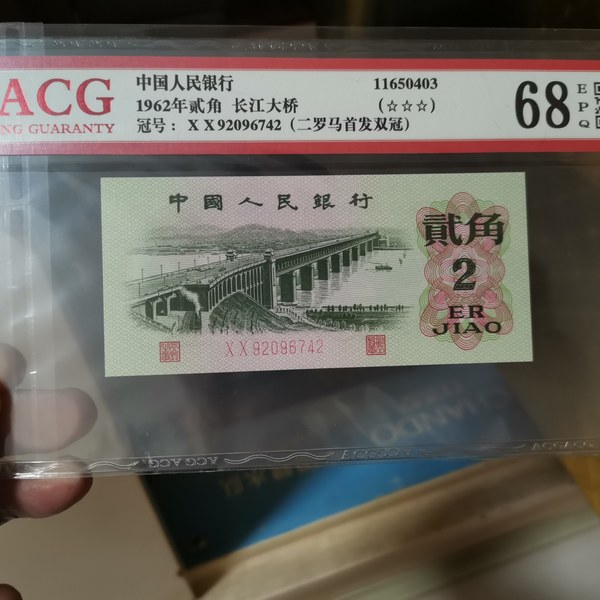 ACG
NG GUARANTY
中国人民银行
11650403
1962年贰角 长江大桥
(☆☆☆)
冠号： X X 92096742（二罗马首发双冠）
68
E
P
Q
中國人民銀行
貳角
2
ER
JIAO
X X 92096742
ACG ACG